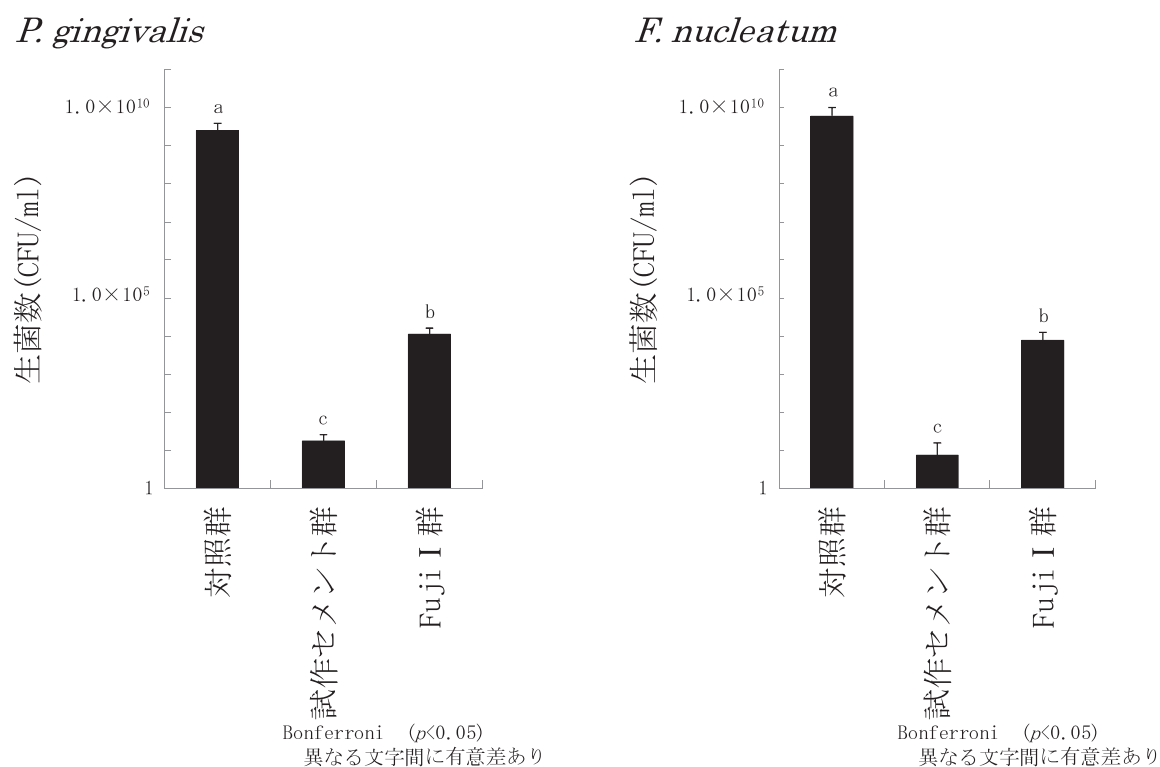 P. gingivalis
生菌数(CFU/ml)
1.0×10¹⁰
1.0×10⁵
1
a
c
b
対照群
試作セメント群
Fuji Ⅰ群
Bonferroni (p<0.05)
異なる文字間に有意差あり
F. nucleatum
生菌数(CFU/ml)
1.0×10¹⁰
1.0×10⁵
1
a
c
b
対照群
試作セメント群
Fuji Ⅰ群
Bonferroni (p<0.05)
異なる文字間に有意差あり